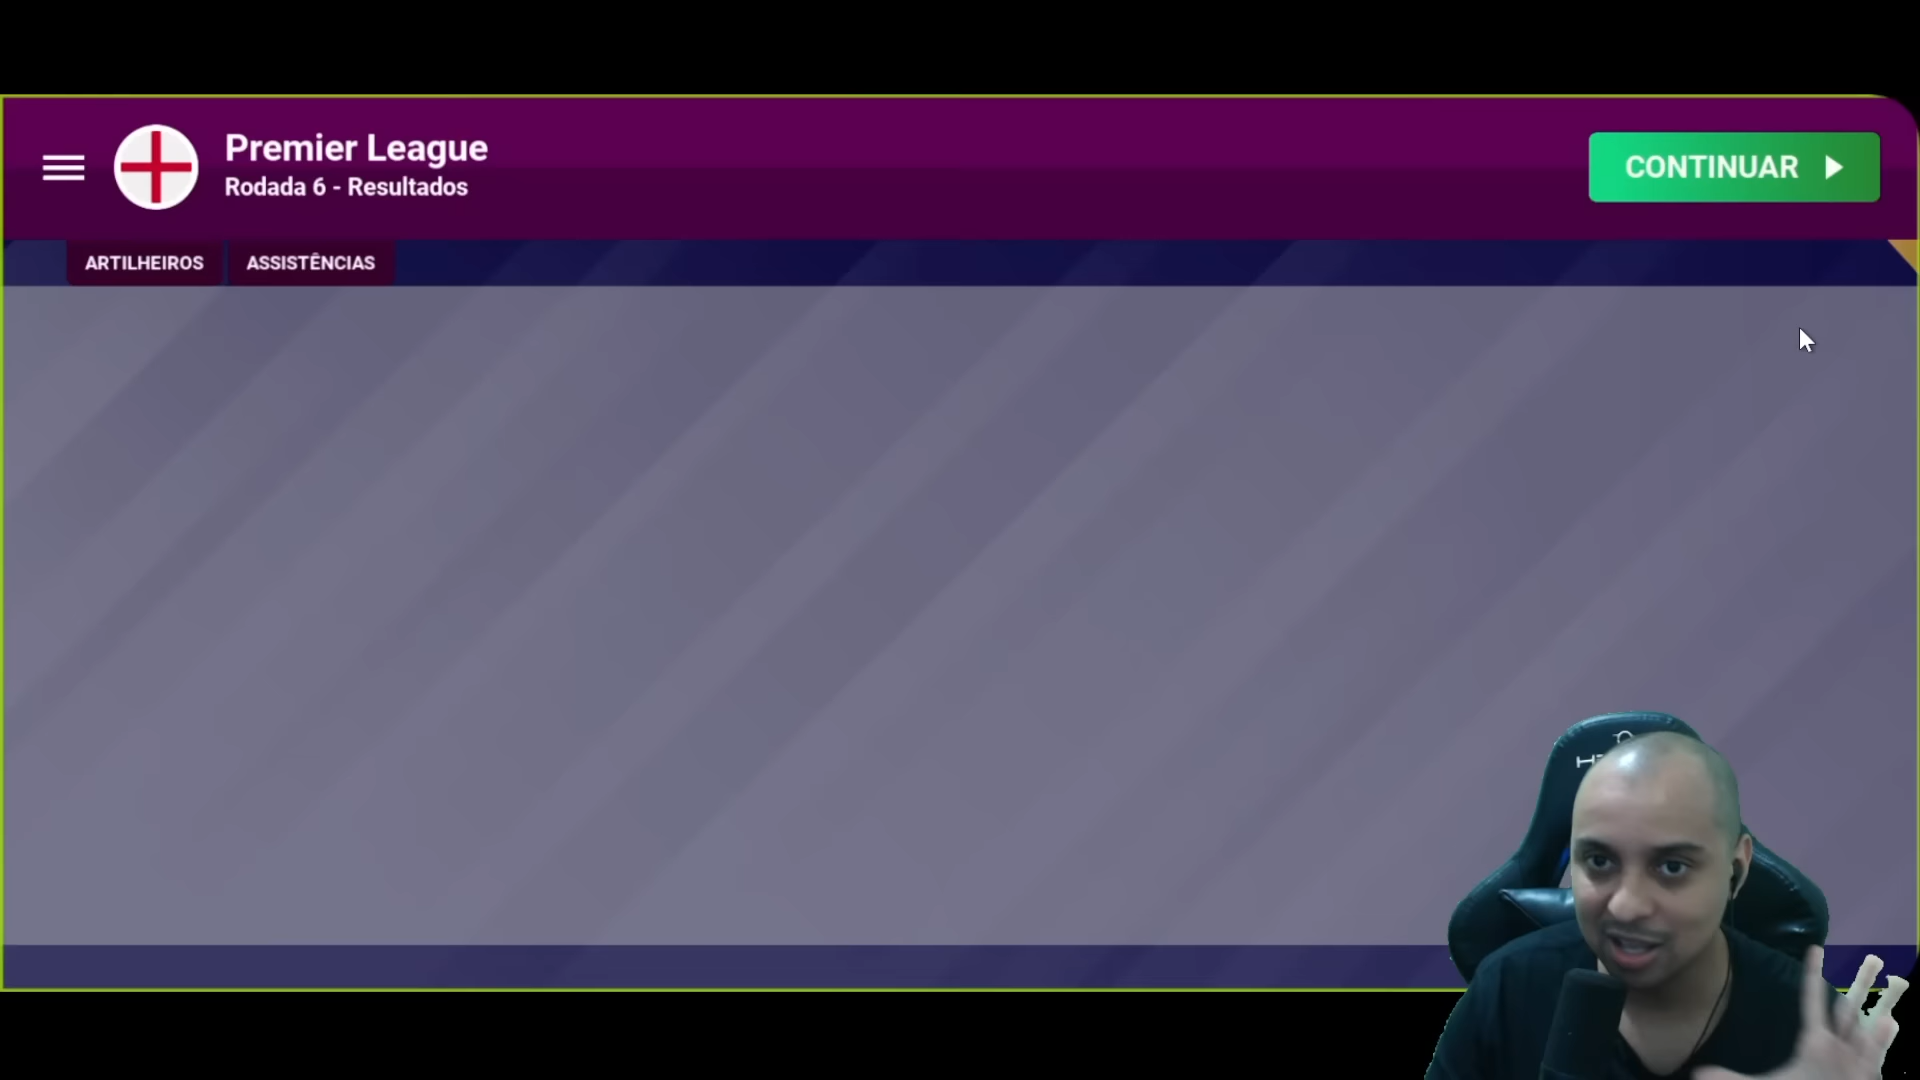 Premier League
Rodada 6 - Resultados
CONTINUAR
ARTILHEIROS
ASSISTÊNCIAS